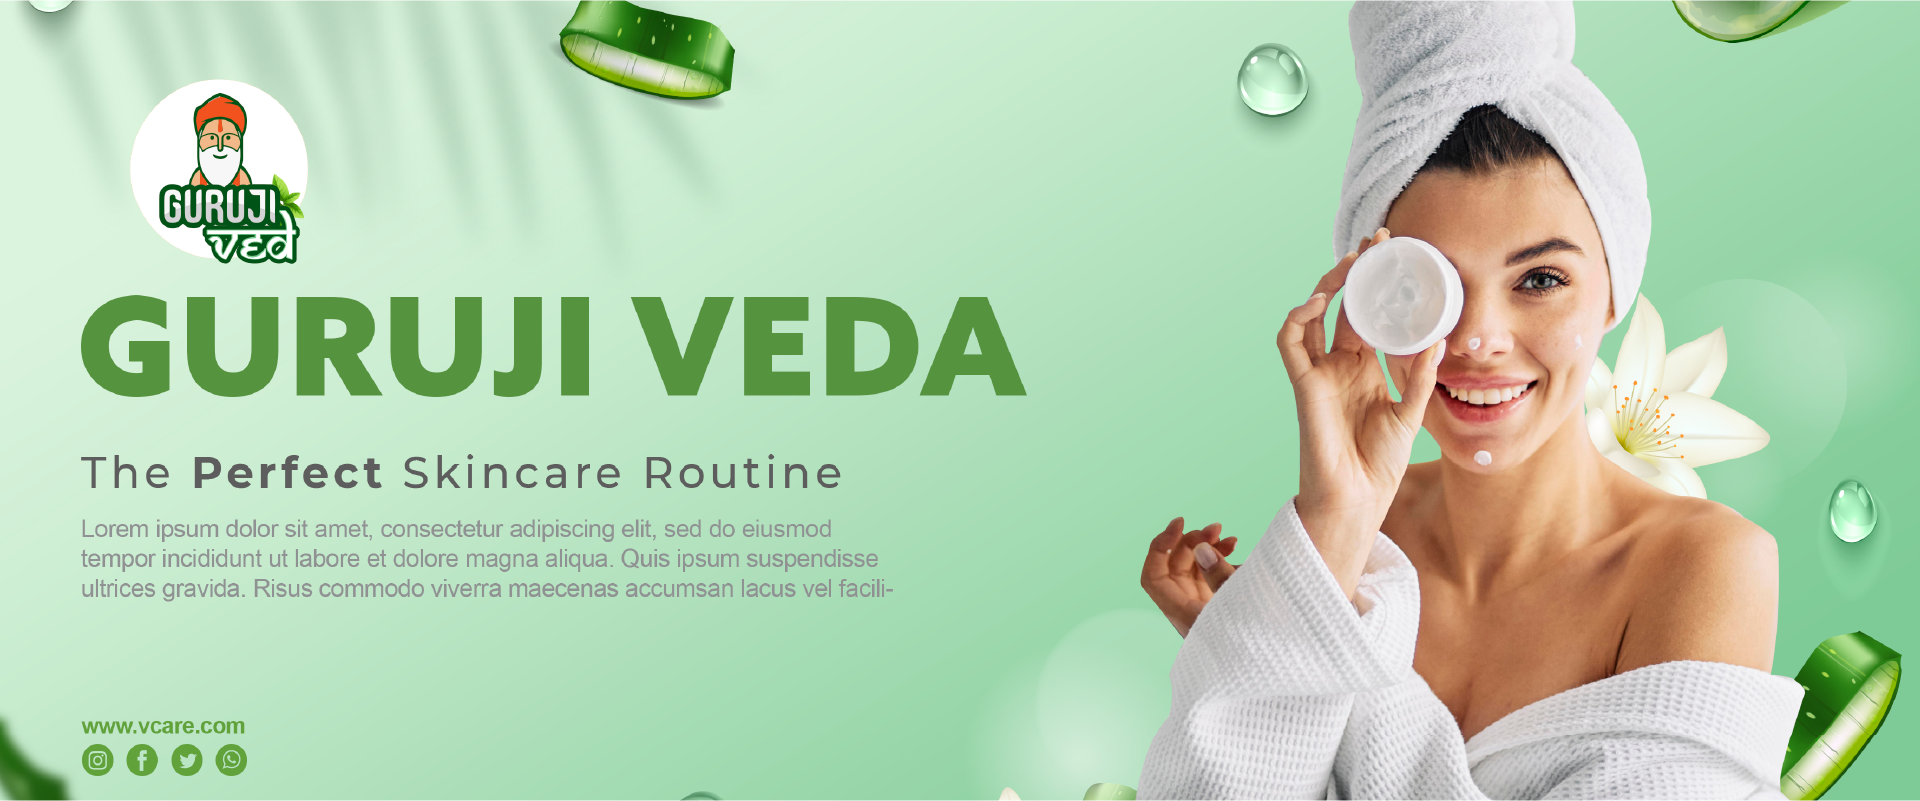 GURUJI
ved
GURUJI VEDA
The Perfect Skincare Routine
Lorem ipsum dolor sit amet, consectetur adipiscing elit, sed do eiusmod
tempor incididunt ut labore et dolore magna aliqua. Quis ipsum suspendisse
ultrices gravida. Risus commodo viverra maecenas accumsan lacus vel facili-
www.vcare.com